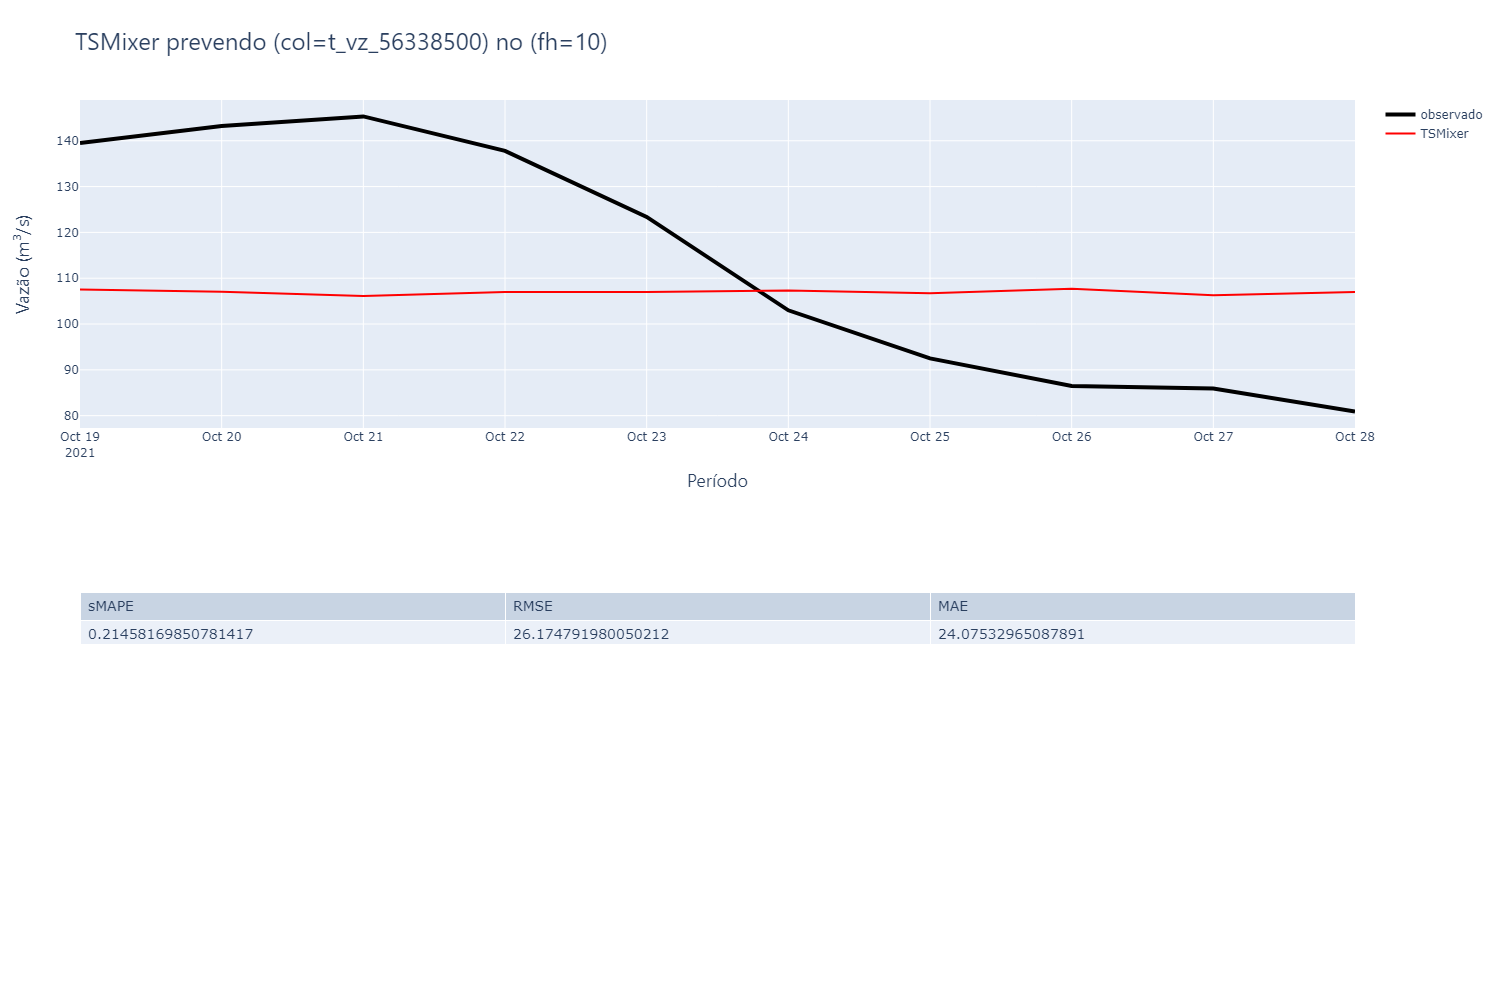 TSMixer prevendo (col=t_vz_56338500) no (fh=10)
observado
TSMixer
Vazão (m³/s)
140
130
120
110
100
90
80
Oct 19 Oct 20 Oct 21 Oct 22 Oct 23 Oct 24 Oct 25 Oct 26 Oct 27 Oct 28
2021
Período
sMAPE RMSE MAE
0.21458169850781417 26.174791980050212 24.07532965087891